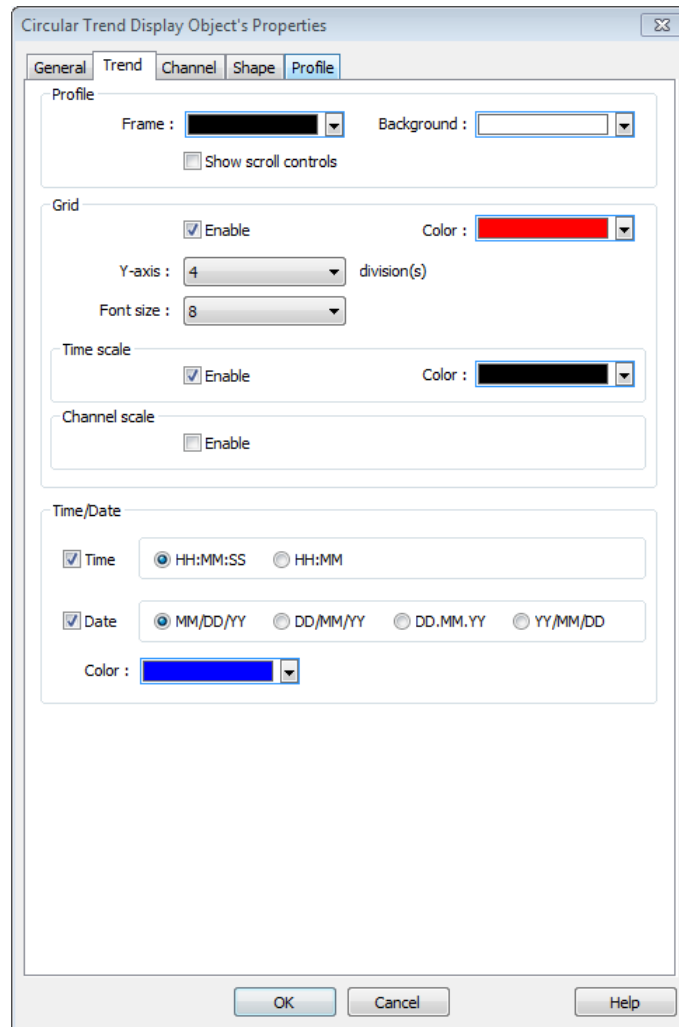 Circular Trend Display Object's Properties
General Trend Channel Shape Profile
Profile
Frame : Background :
Show scroll controls
Grid
Enable Color :
Y-axis : 4 division(s)
Font size : 8
Time scale
Enable Color :
Channel scale
Enable
Time/Date
Time HH:MM:SS HH:MM
Date MM/DD/YY DD/MM/YY DD.MM.YY YY/MM/DD
Color :
OK Cancel Help